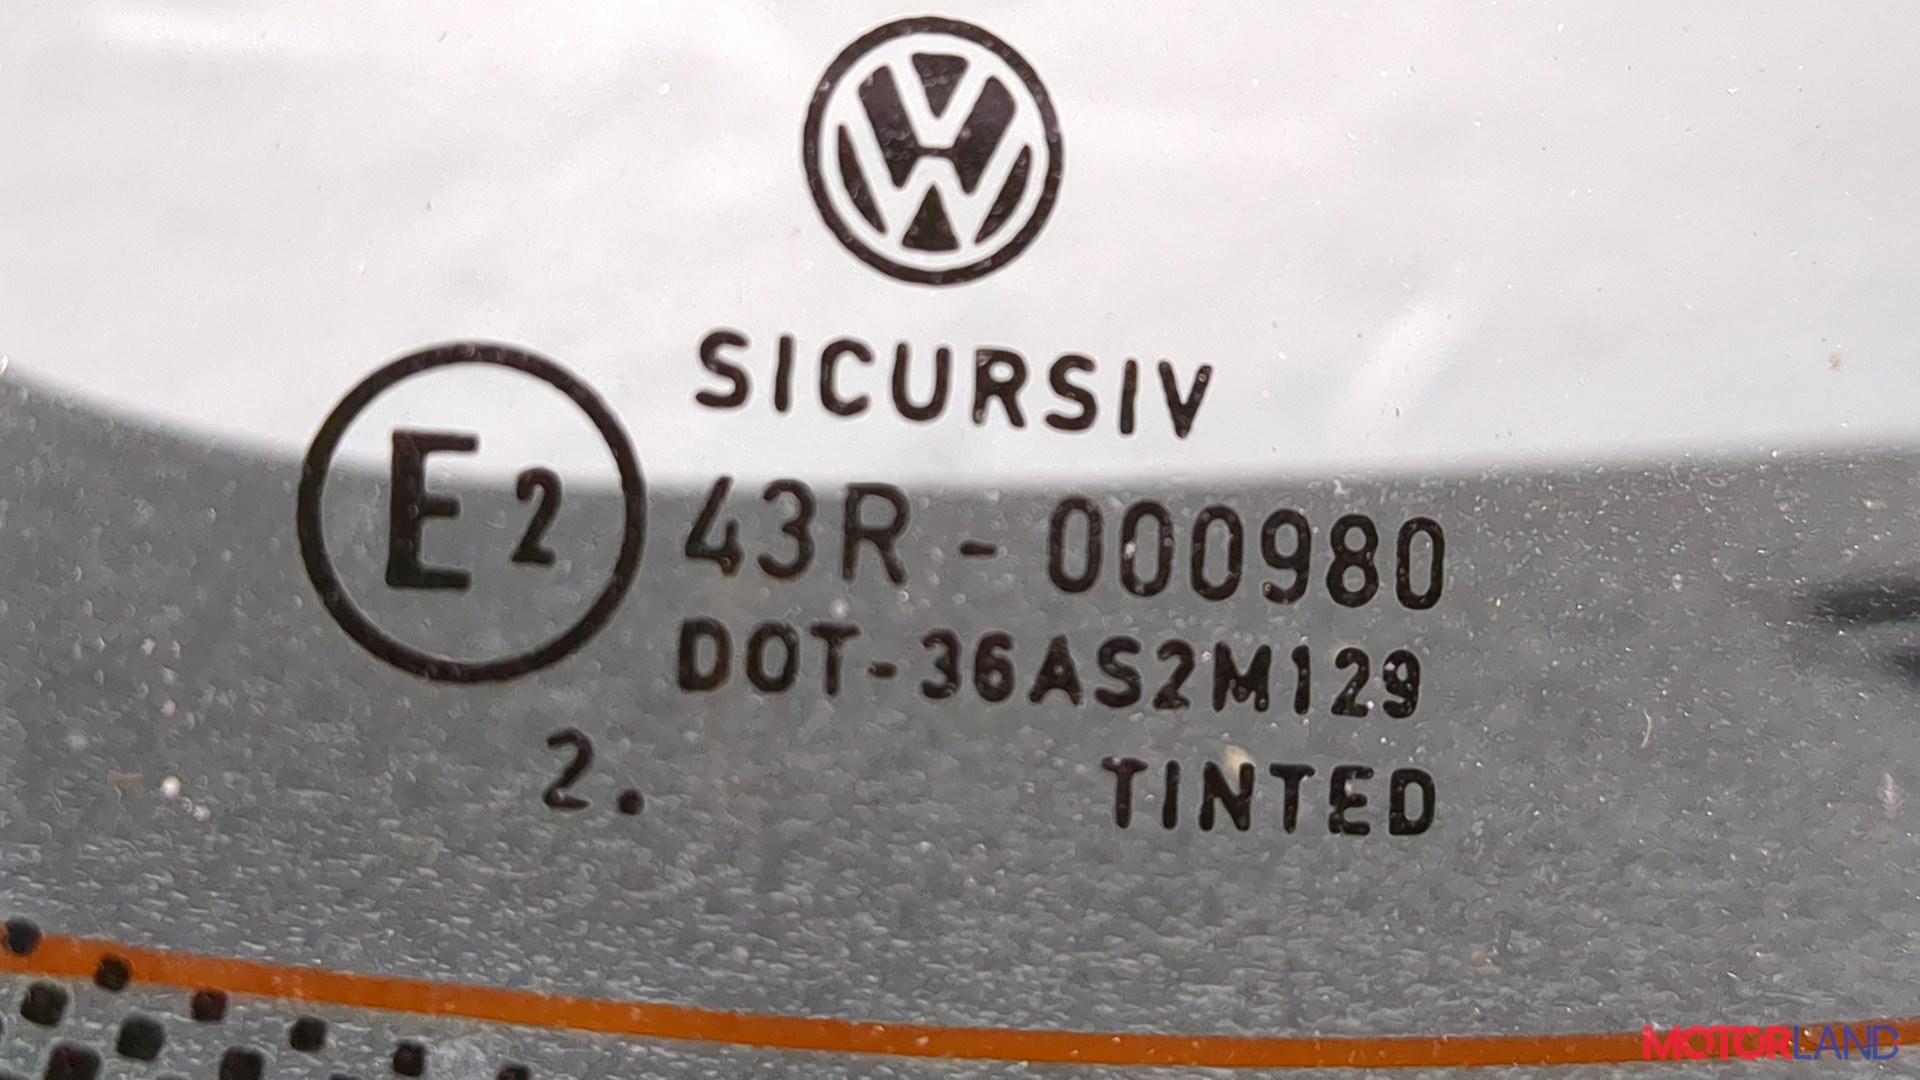 SICURSIV
E2 43R - 000980
DOT-36AS2M129
2. TINTED
MOTORLAND